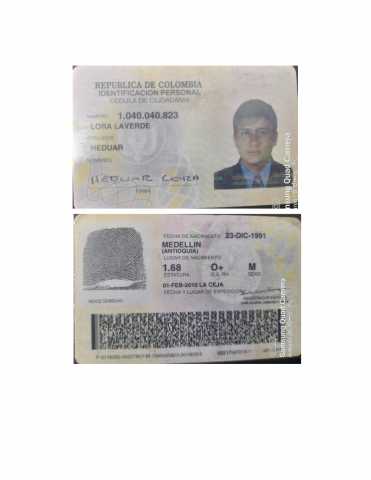 REPUBLICA DE COLOMBIA
IDENTIFICACION PERSONAL
CEDULA DE CIUDADANIA
NUMERO 1.040.040.823
LORA LAVERDE
APELLIDOS
HEDUAR
NOMBRES
HEDUAR LORA
FIRMA
Samsung Quad Camera
FECHA DE NACIMIENTO 23-DIC-1991
MEDELLIN
(ANTIOQUIA)
LUGAR DE NACIMIENTO
1.68 O+ M
ESTATURA G.S. RH SEXO
01-FEB-2010 LA CEJA
FECHA Y LUGAR DE EXPEDICION
INDICE DERECHO
Samsung Quad Camera